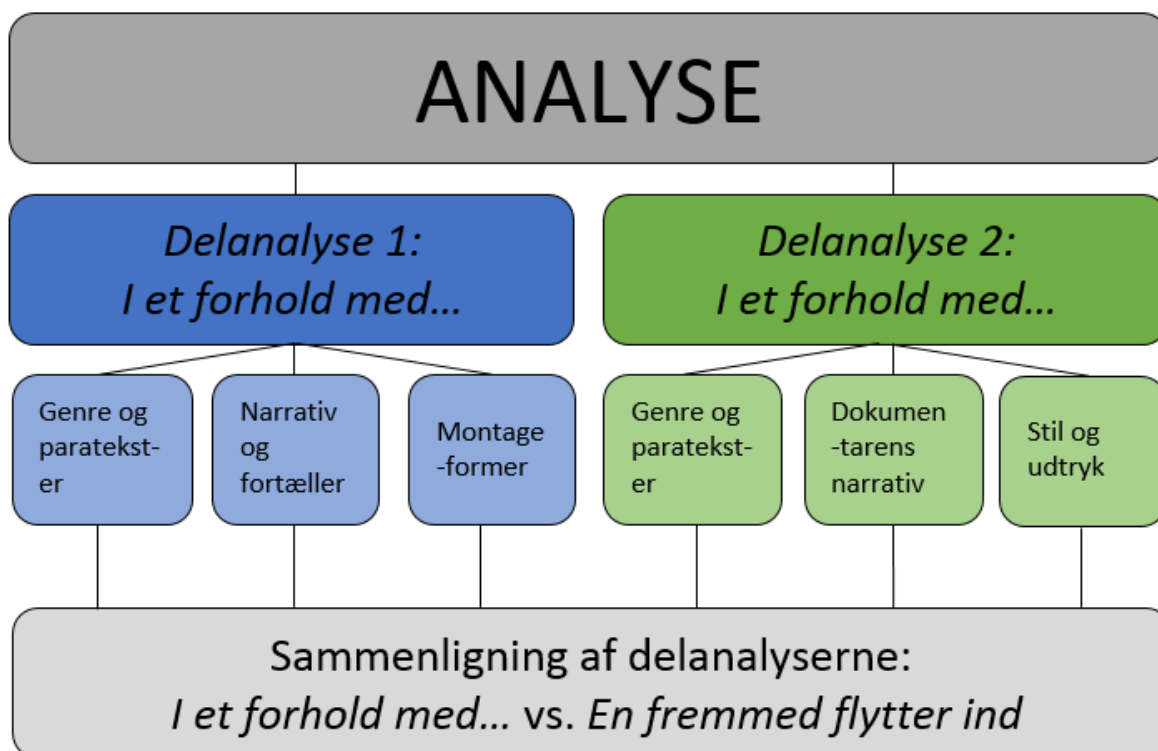 ANALYSE
Delanalyse 1:
I et forhold med...
Delanalyse 2:
I et forhold med...
Genre og
paratekst-
er
Narrativ
og
fortæller
Montage
-former
Genre og
paratekst-
er
Dokumen
-tarens
narrativ
Stil og
udtryk
Sammenligning af delanalyserne:
I et forhold med... vs. En fremmed flytter ind